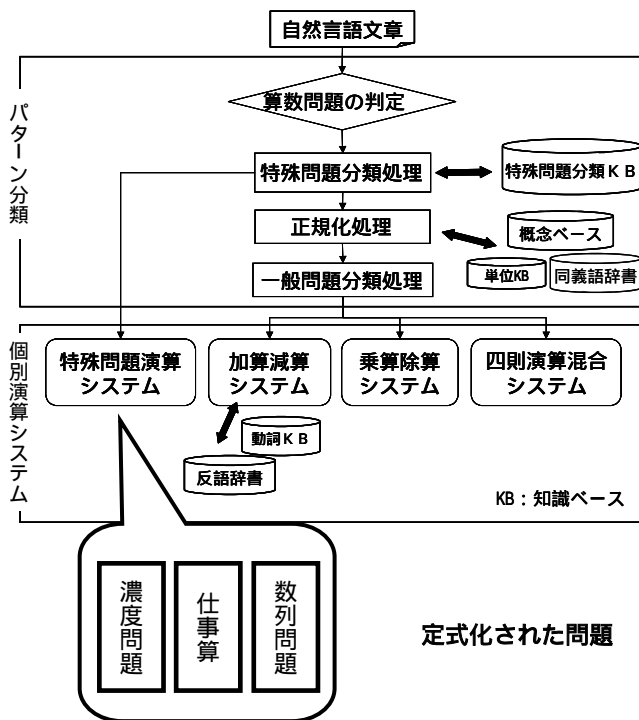 自然言語文章
パターン分類
算数問題の判定
特殊問題分類処理
特殊問題分類ＫＢ
正規化処理
概念ベース
単位KB
同義語辞書
一般問題分類処理
個別演算システム
特殊問題演算
システム
加算減算
システム
乗算除算
システム
四則演算混合
システム
動詞ＫＢ
反語辞書
KB：知識ベース
濃度問題
仕事算
数列問題
定式化された問題